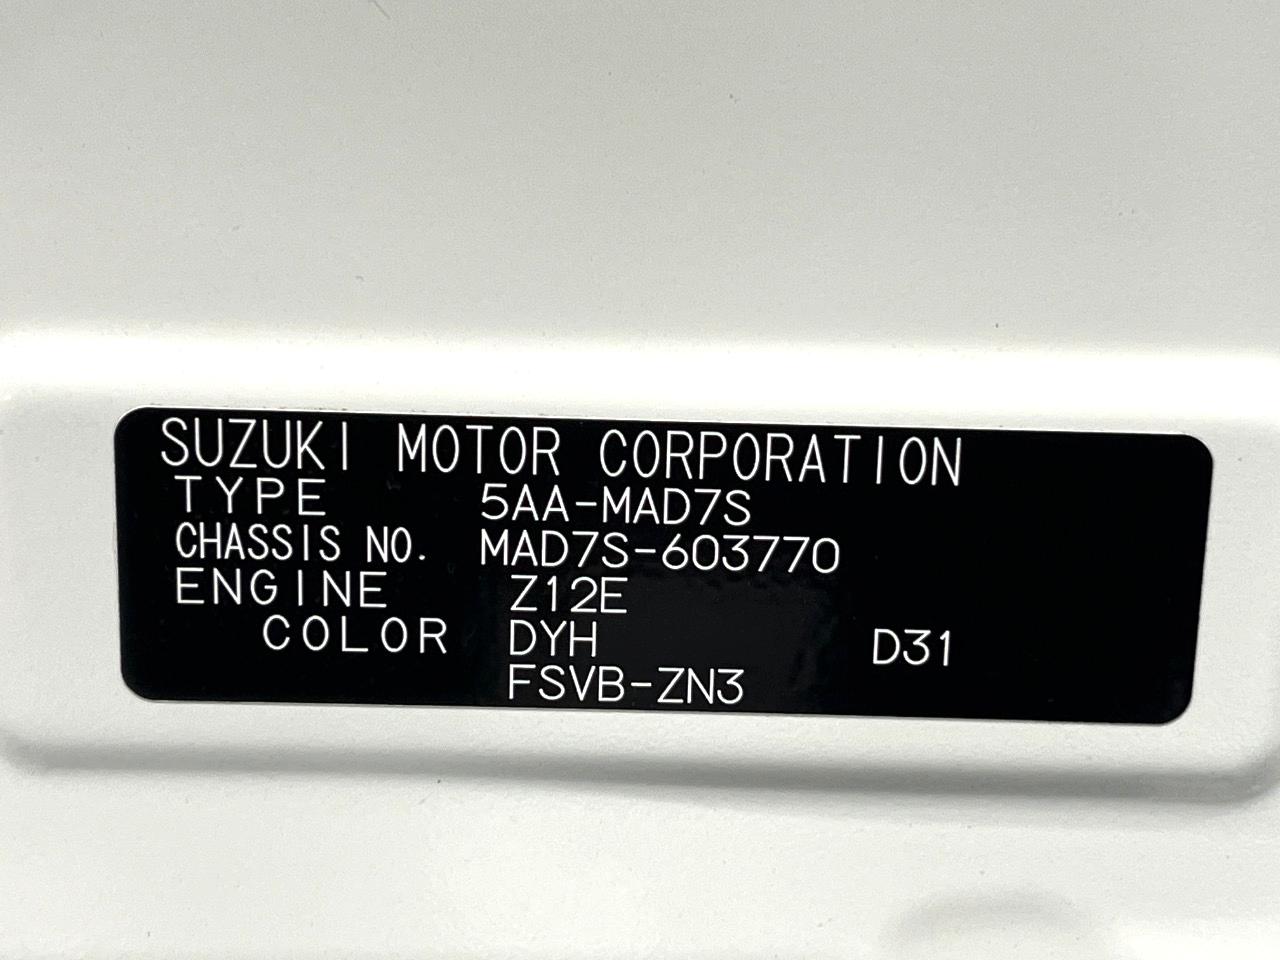 SUZUKI MOTOR CORPORATION
TYPE 5AA-MAD7S
CHASSIS NO. MAD7S-603770
ENGINE Z12E
COLOR DYH D31
FSVB-ZN3